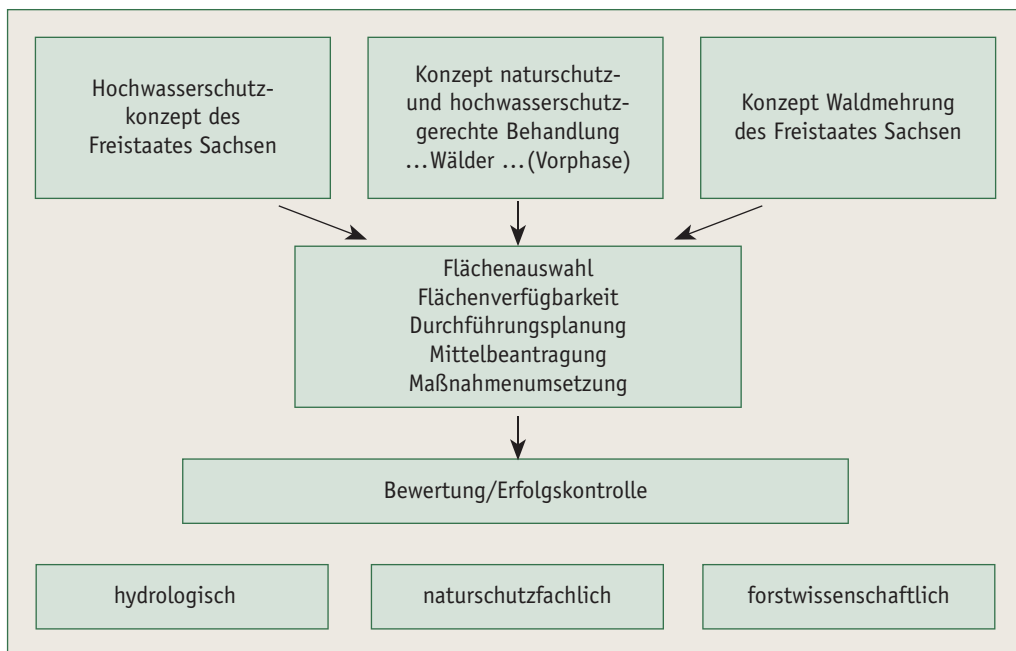 Hochwasserschutz-
konzept des
Freistaates Sachsen
Konzept naturschutz-
und hochwasserschutz-
gerechte Behandlung
…Wälder …(Vorphase)
Konzept Waldmehrung
des Freistaates Sachsen
Flächenauswahl
Flächenverfügbarkeit
Durchführungsplanung
Mittelbeantragung
Maßnahmenumsetzung
Bewertung/Erfolgskontrolle
hydrologisch
naturschutzfachlich
forstwissenschaftlich